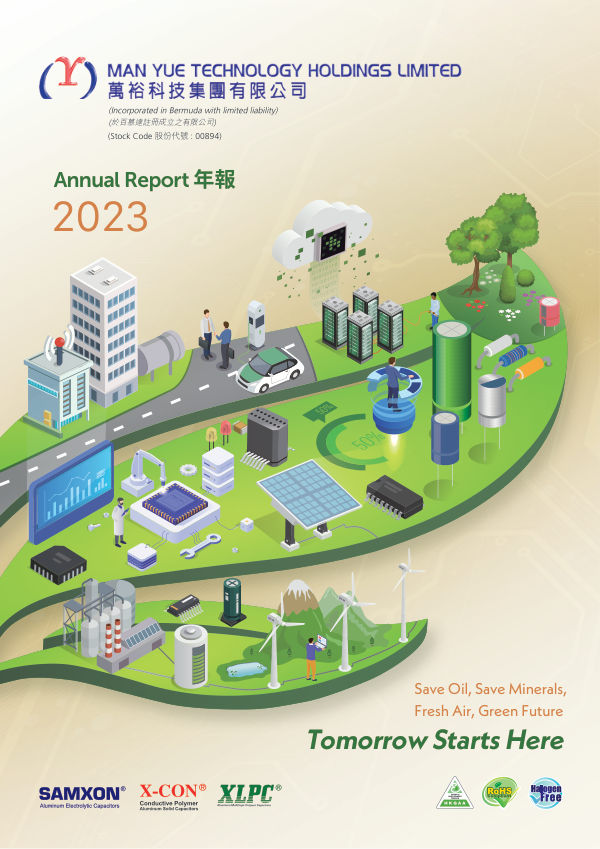 MAN YUE TECHNOLOGY HOLDINGS LIMITED
萬裕科技集團有限公司
(Incorporated in Bermuda with limited liability)
(於百慕達註冊成立之有限公司)
(Stock Code 股份代號 : 00894)
Annual Report 年報
2023
50%
50%
Save Oil, Save Minerals,
Fresh Air, Green Future
Tomorrow Starts Here
SAMXON®
Aluminum Electrolytic Capacitors
X-CON®
Conductive Polymer
Aluminum Solid Capacitors
XLPC®
HKQAA
RoHS
Halogen
Free